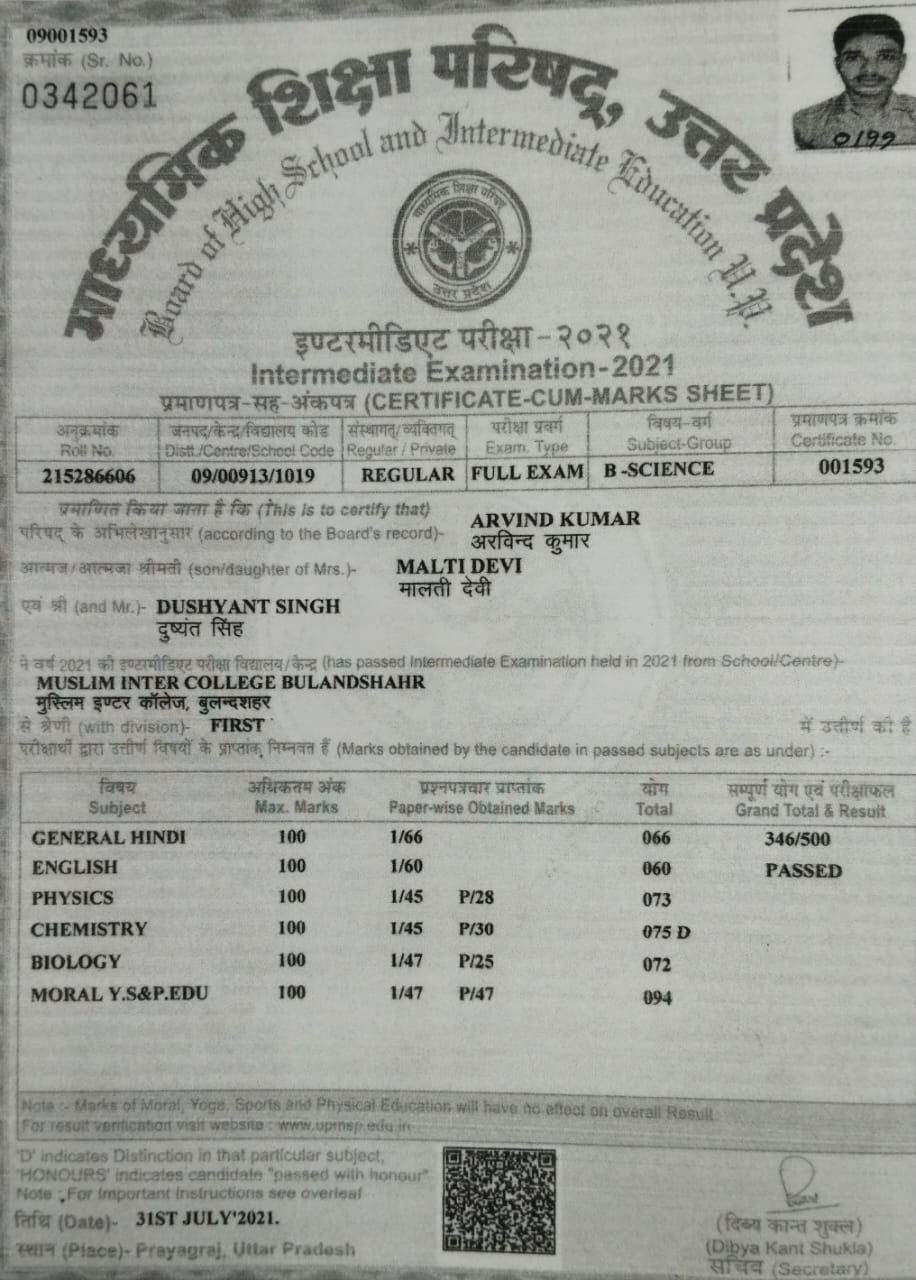 09001593
क्रमांक (Sr. No.)
0342061
0199
माध्यमिक शिक्षा परिषद्, उत्तर प्रदेश
Board of High School and Intermediate Education U.P.
माध्यमिक शिक्षा परिषद्
उत्तर प्रदेश
इण्टरमीडिएट परीक्षा-२०२१
Intermediate Examination-2021
प्रमाणपत्र-सह-अंकपत्र (CERTIFICATE-CUM-MARKS SHEET)
अनुक्रमांक जनपद/केन्द्र/विद्यालय कोड संस्थागत/व्यक्तिगत परीक्षा प्रवर्ग विषय-वर्ग प्रमाणपत्र क्रमांक
Roll No. Distt./Centre/School Code Regular / Private Exam. Type Subject-Group Certificate No.
215286606 09/00913/1019 REGULAR FULL EXAM B -SCIENCE 001593
प्रमाणित किया जाता है कि (This is to certify that)
परिषद् के अभिलेखानुसार (according to the Board's record)- ARVIND KUMAR
अरविन्द कुमार
आत्मज/आत्मजा श्रीमती (son/daughter of Mrs.)- MALTI DEVI
मालती देवी
एवं श्री (and Mr.)- DUSHYANT SINGH
दुष्यंत सिंह
ने वर्ष 2021 की इण्टरमीडिएट परीक्षा विद्यालय/केन्द्र (has passed Intermediate Examination held in 2021 from School/Centre)-
MUSLIM INTER COLLEGE BULANDSHAHR
मुस्लिम इण्टर कॉलेज, बुलन्दशहर
से श्रेणी (with division)- FIRST में उत्तीर्ण की है
परीक्षार्थी द्वारा उत्तीर्ण विषयों के प्राप्तांक निम्नवत हैं (Marks obtained by the candidate in passed subjects are as under) :-
विषय अधिकतम अंक प्रश्नपत्रवार प्राप्तांक योग सम्पूर्ण योग एवं परीक्षाफल
Subject Max. Marks Paper-wise Obtained Marks Total Grand Total & Result
GENERAL HINDI 100 1/66 066 346/500
ENGLISH 100 1/60 060 PASSED
PHYSICS 100 1/45 P/28 073
CHEMISTRY 100 1/45 P/30 075 D
BIOLOGY 100 1/47 P/25 072
MORAL Y.S&P.EDU 100 1/47 P/47 094
Note :- Marks of Moral, Yoga, Sports and Physical Education will have no effect on overall Result
For result verification visit website : www.upmsp.edu.in
'D' indicates Distinction in that particular subject,
'HONOURS' indicates candidate "passed with honour"
Note : For Important Instructions see overleaf
तिथि (Date)- 31ST JULY'2021.
स्थान (Place)- Prayagraj, Uttar Pradesh
(दिब्य कान्त शुक्ल)
(Dibya Kant Shukla)
सचिव (Secretary)